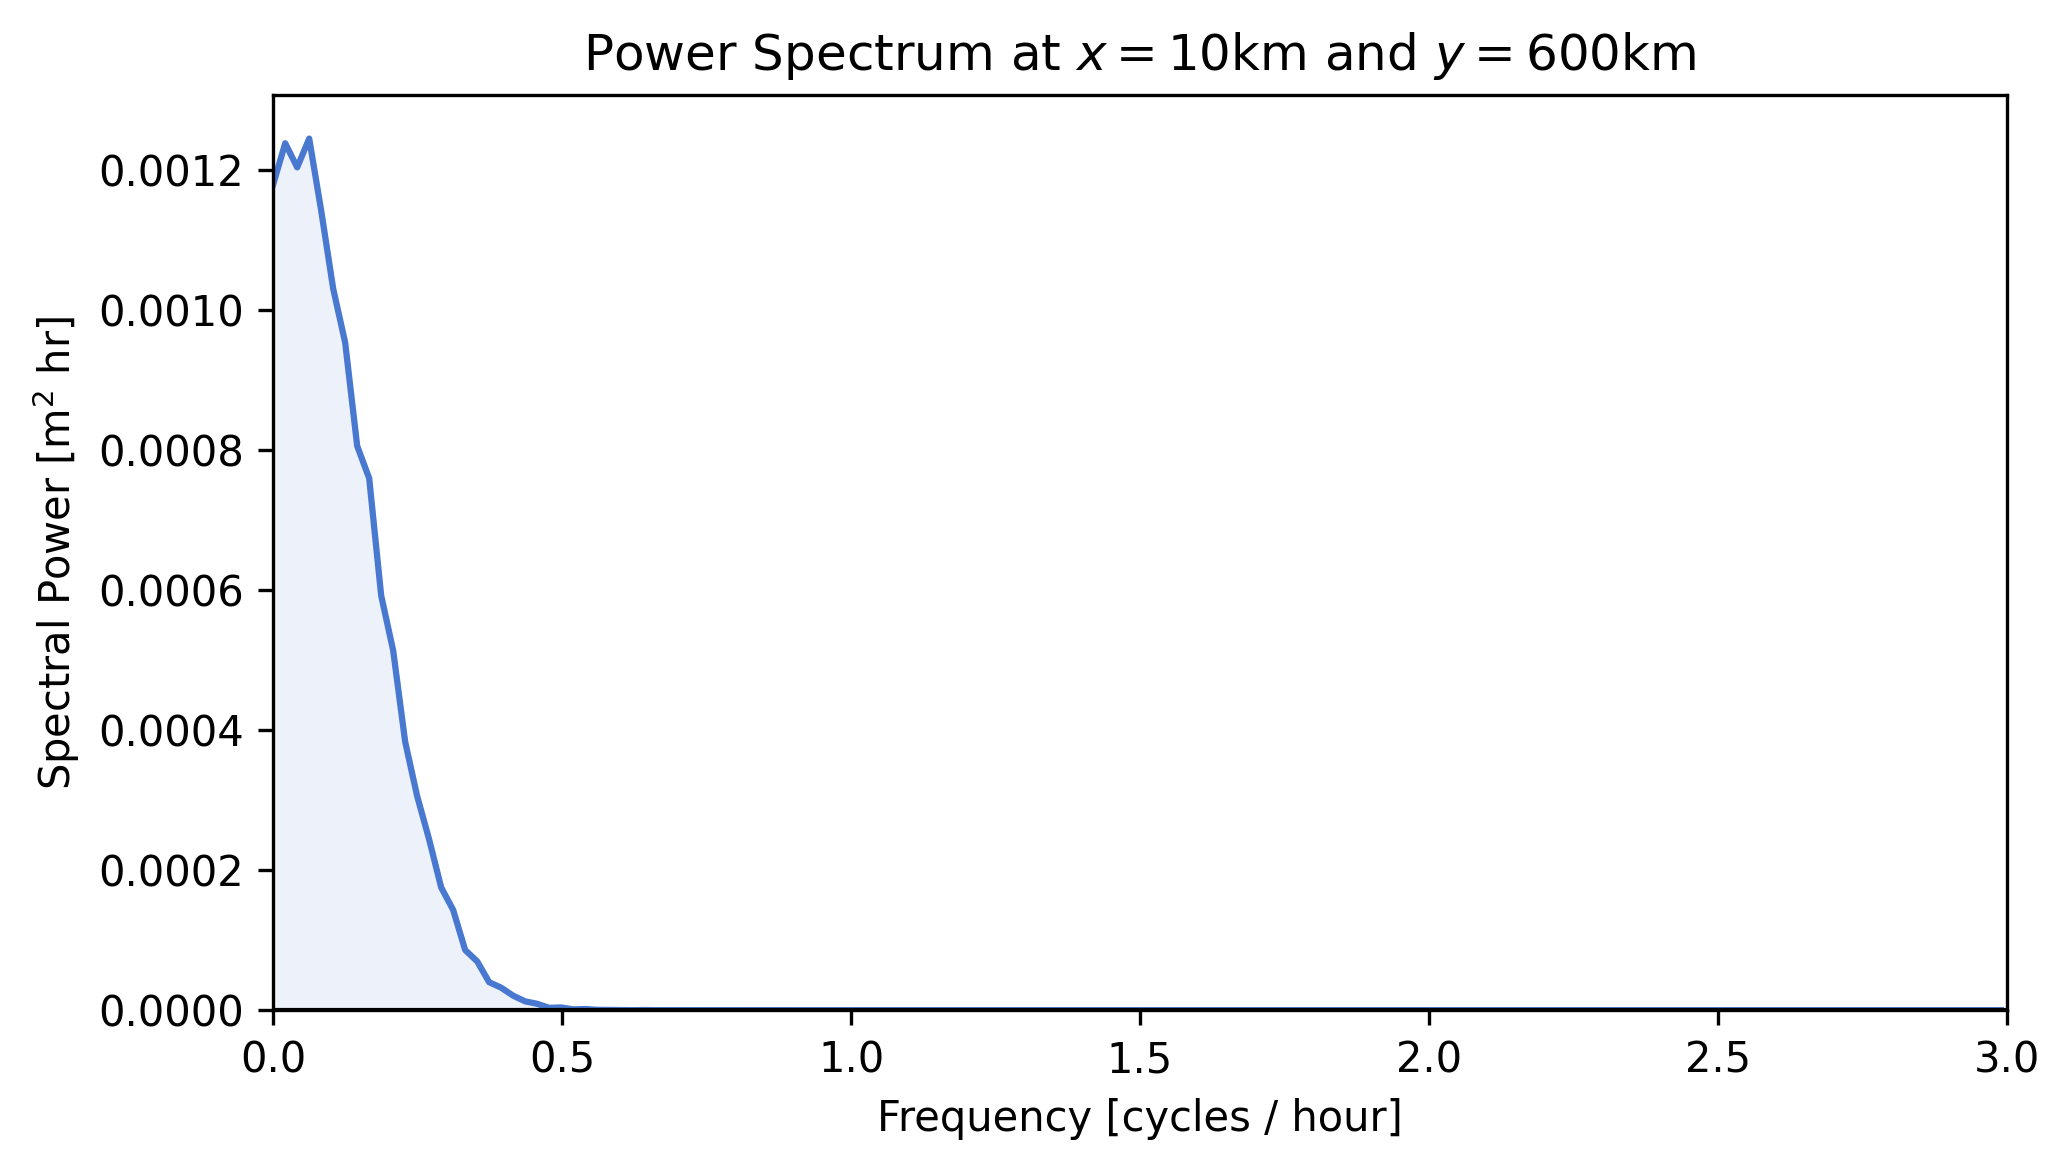 Power Spectrum at x = 10km and y = 600km
Spectral Power [m² hr]
0.0012
0.0010
0.0008
0.0006
0.0004
0.0002
0.0000
0.0 0.5 1.0 1.5 2.0 2.5 3.0
Frequency [cycles / hour]